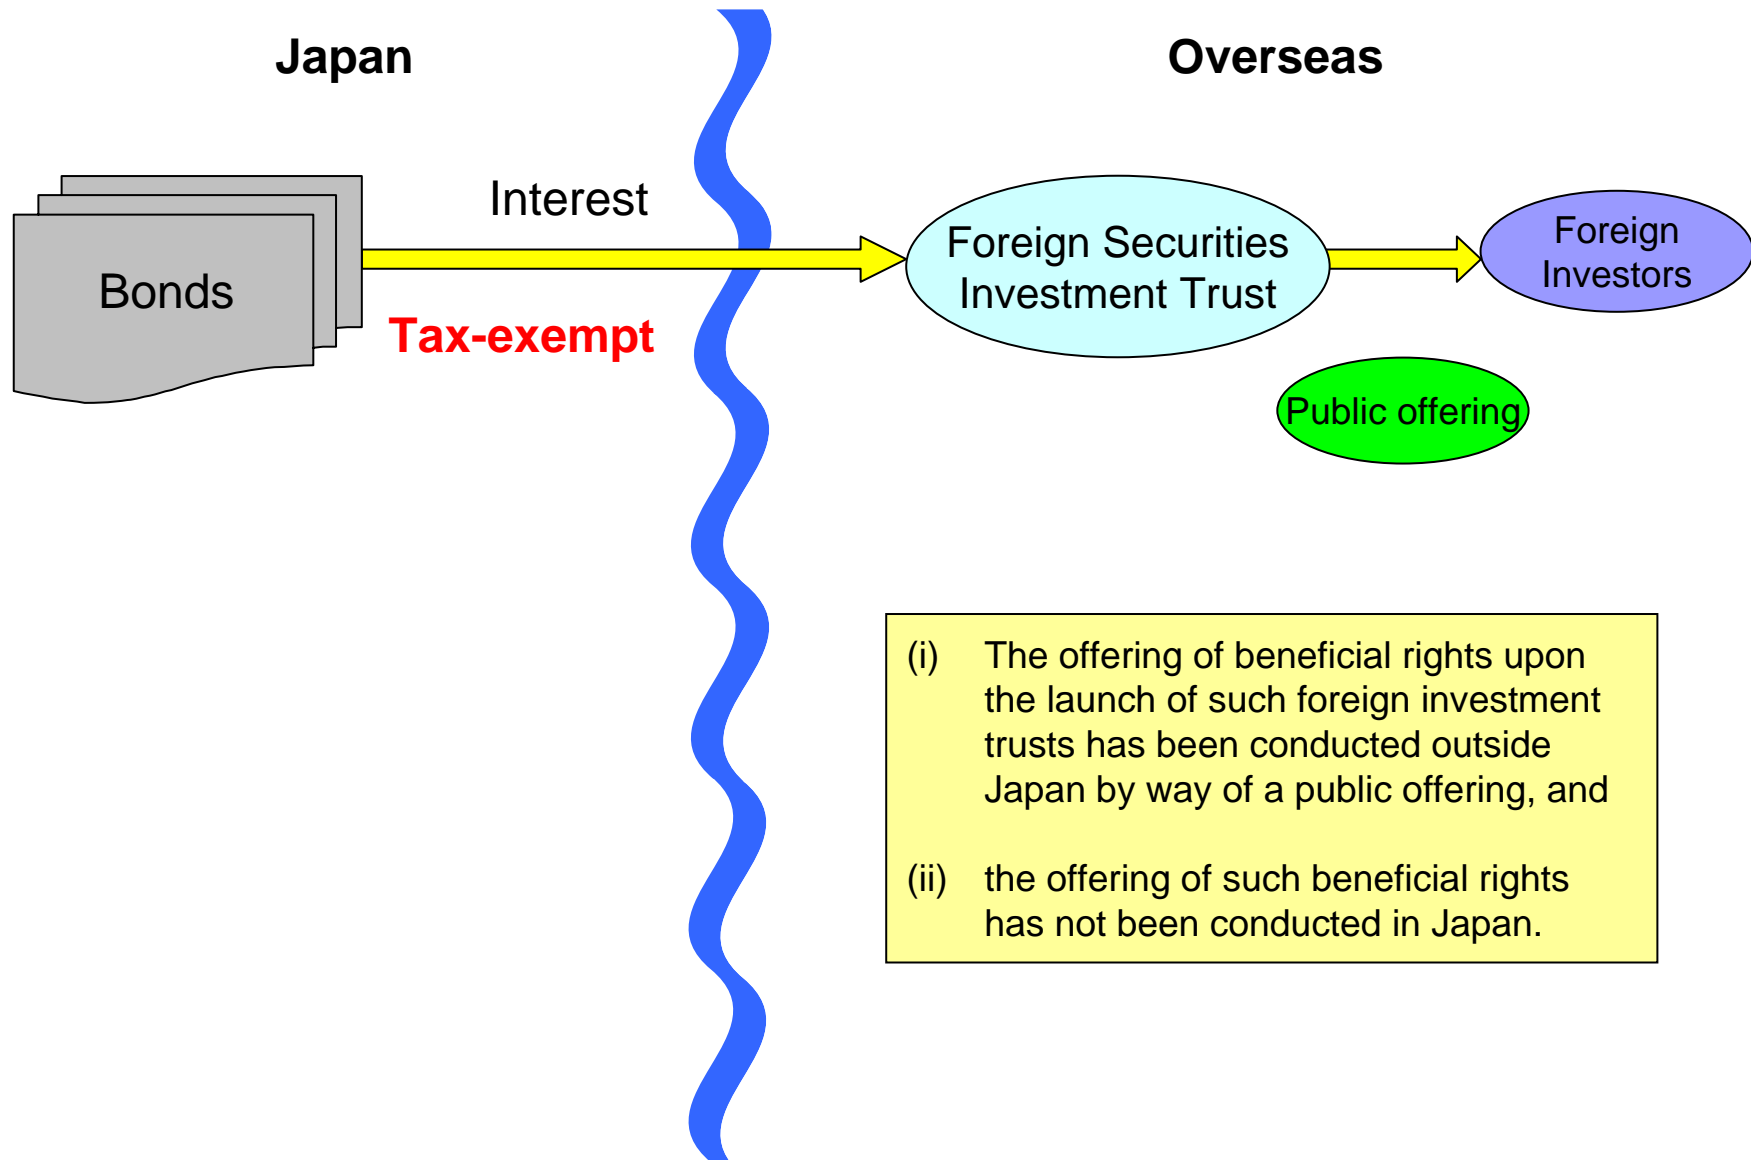 Japan
Overseas
Interest
Bonds
Tax-exempt
Foreign Securities
Investment Trust
Foreign
Investors
Public offering
(i) The offering of beneficial rights upon
the launch of such foreign investment
trusts has been conducted outside
Japan by way of a public offering, and
(ii) the offering of such beneficial rights
has not been conducted in Japan.